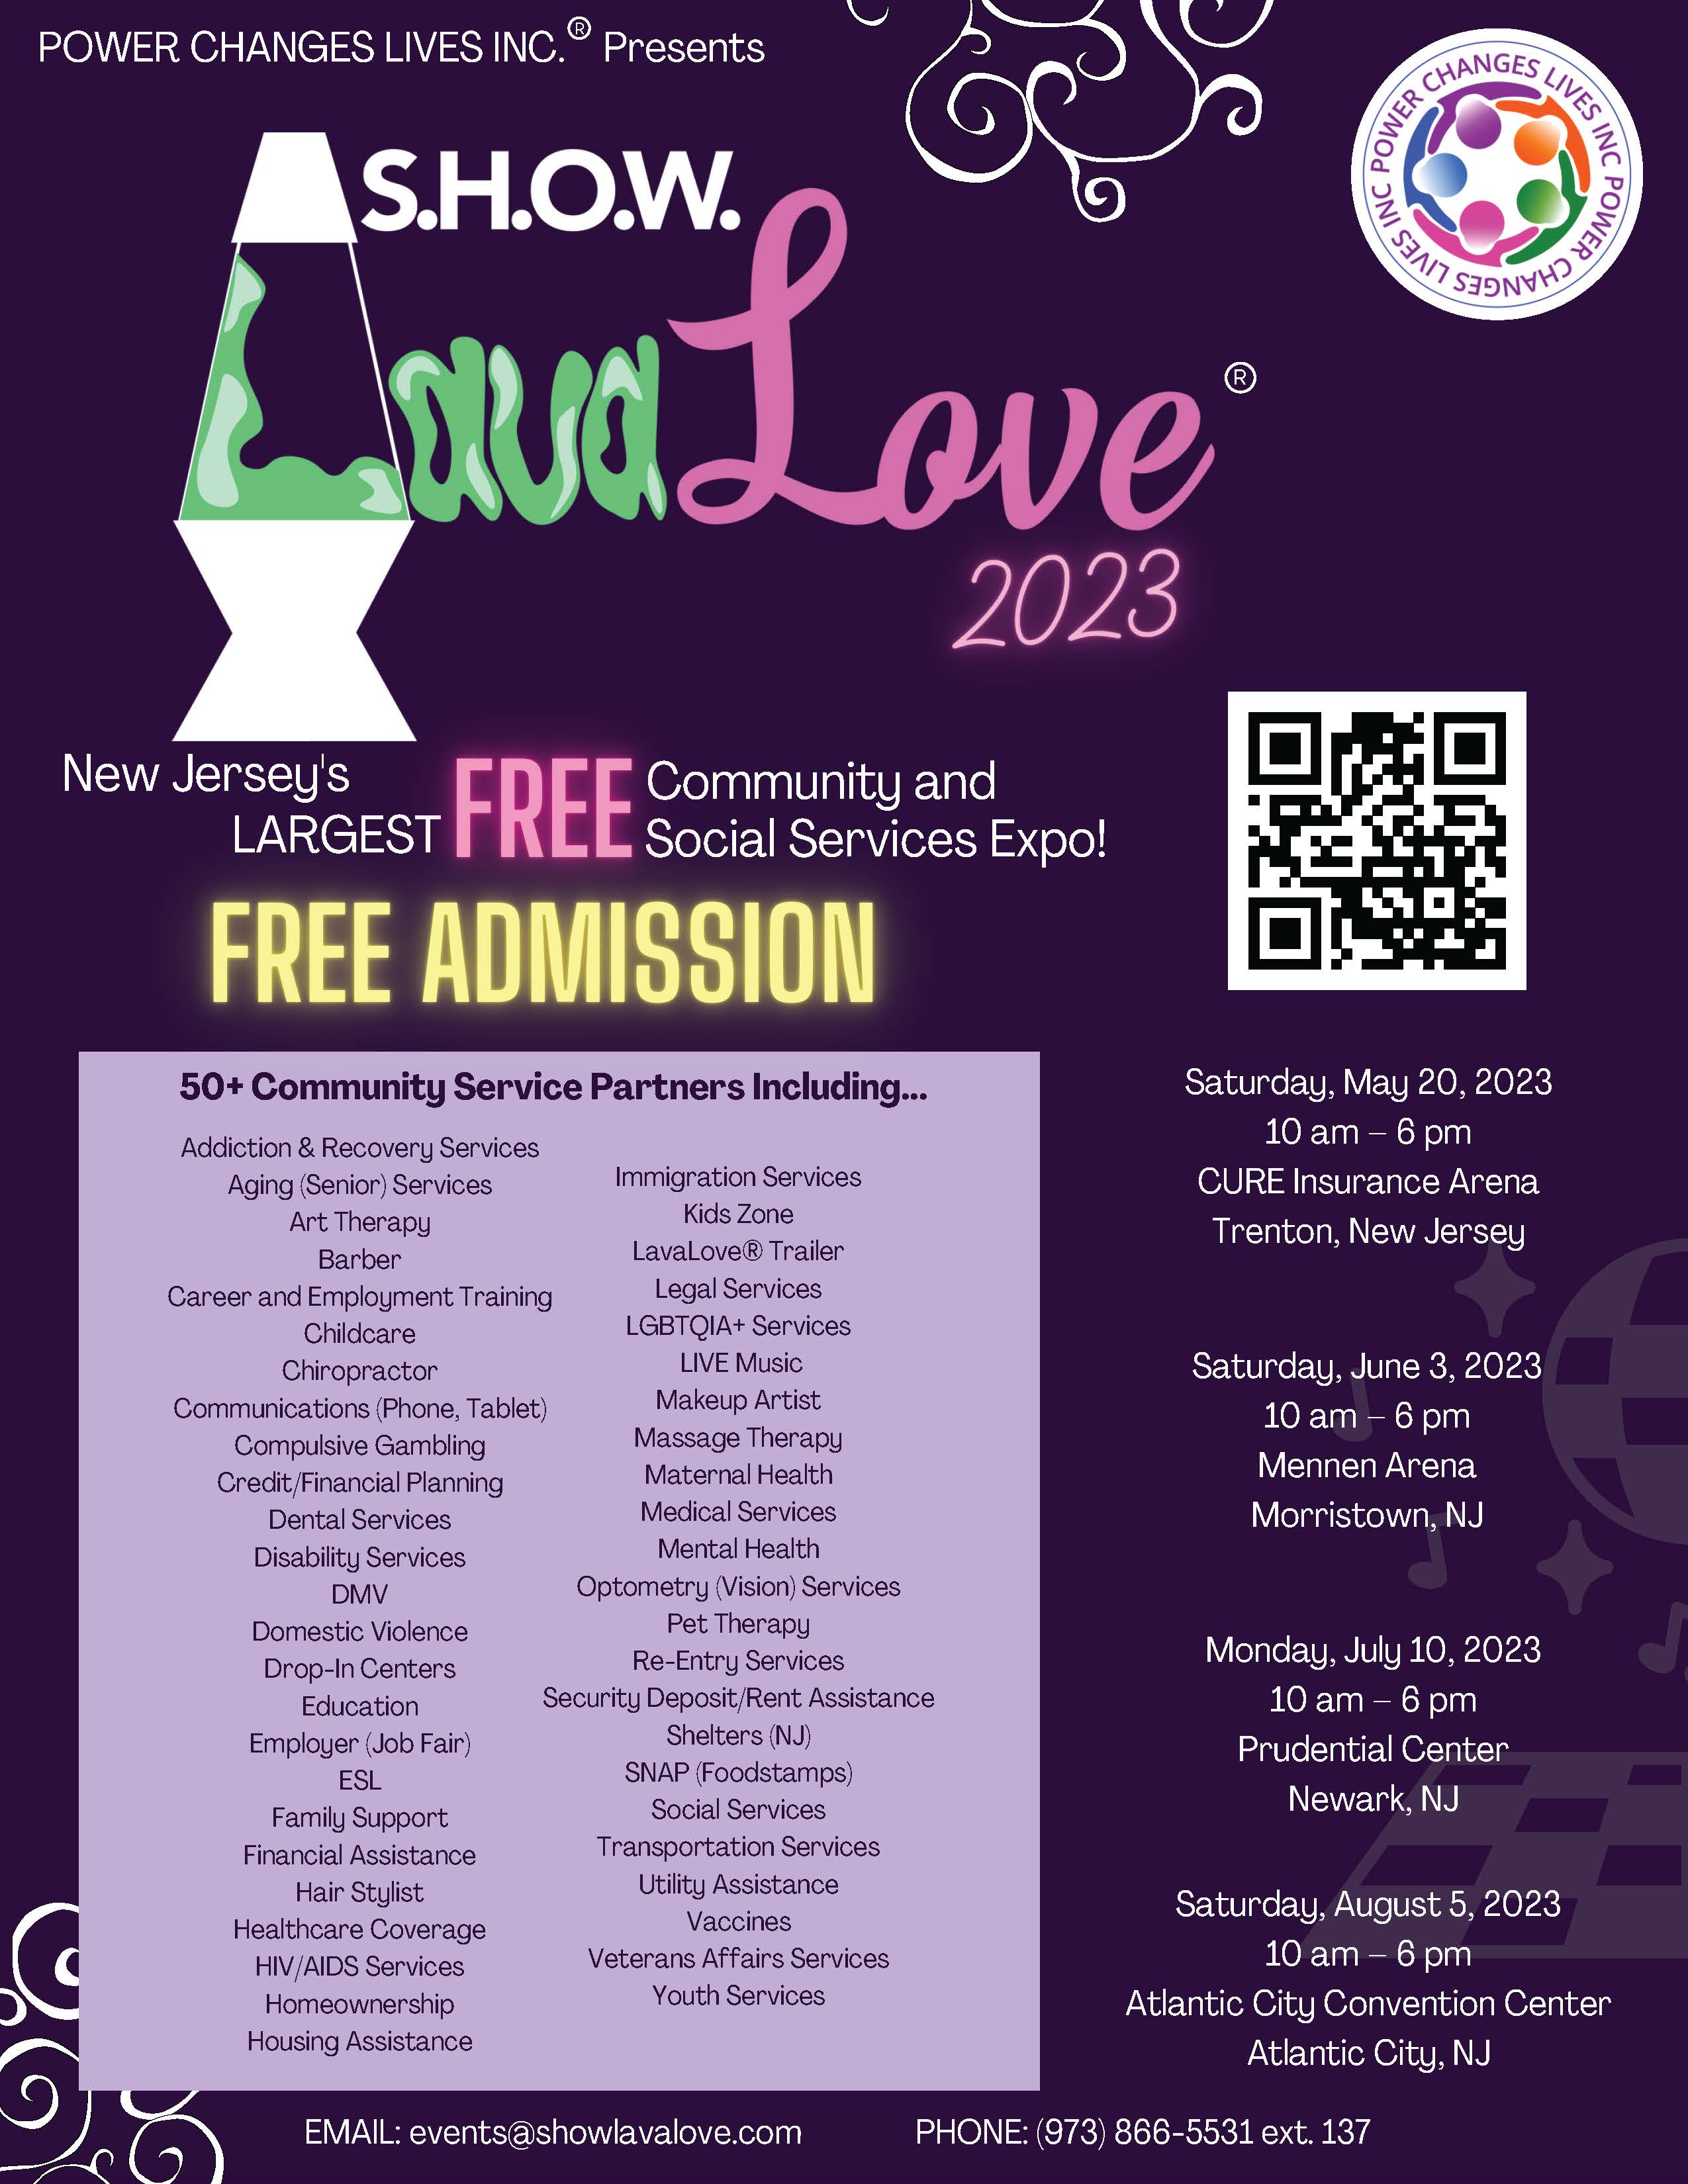 POWER CHANGES LIVES INC.® Presents
POWER CHANGES LIVES INC POWER CHANGES LIVES INC
S.H.O.W.
LavaLove®
2023
New Jersey's
LARGEST FREE Community and
Social Services Expo!
FREE ADMISSION
50+ Community Service Partners Including...
Addiction & Recovery Services
Aging (Senior) Services
Art Therapy
Barber
Career and Employment Training
Childcare
Chiropractor
Communications (Phone, Tablet)
Compulsive Gambling
Credit/Financial Planning
Dental Services
Disability Services
DMV
Domestic Violence
Drop-In Centers
Education
Employer (Job Fair)
ESL
Family Support
Financial Assistance
Hair Stylist
Healthcare Coverage
HIV/AIDS Services
Homeownership
Housing Assistance
Immigration Services
Kids Zone
LavaLove® Trailer
Legal Services
LGBTQIA+ Services
LIVE Music
Makeup Artist
Massage Therapy
Maternal Health
Medical Services
Mental Health
Optometry (Vision) Services
Pet Therapy
Re-Entry Services
Security Deposit/Rent Assistance
Shelters (NJ)
SNAP (Foodstamps)
Social Services
Transportation Services
Utility Assistance
Vaccines
Veterans Affairs Services
Youth Services
Saturday, May 20, 2023
10 am – 6 pm
CURE Insurance Arena
Trenton, New Jersey
Saturday, June 3, 2023
10 am – 6 pm
Mennen Arena
Morristown, NJ
Monday, July 10, 2023
10 am – 6 pm
Prudential Center
Newark, NJ
Saturday, August 5, 2023
10 am – 6 pm
Atlantic City Convention Center
Atlantic City, NJ
EMAIL: events@showlavalove.com
PHONE: (973) 866-5531 ext. 137